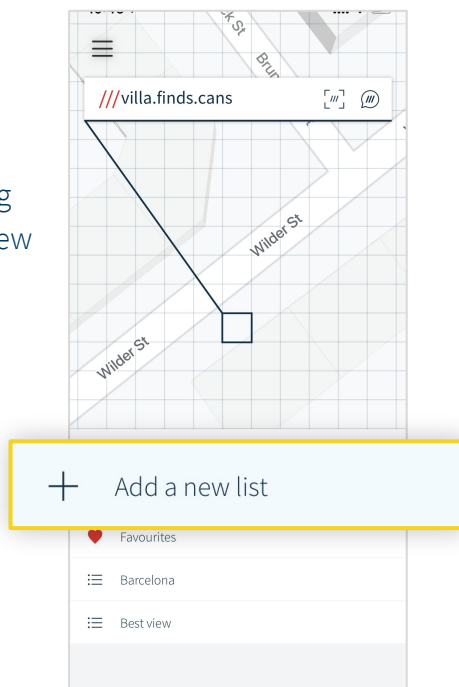 ///villa.finds.cans
Wilder St
Wilder St
Add a new list
Favourites
Barcelona
Best view